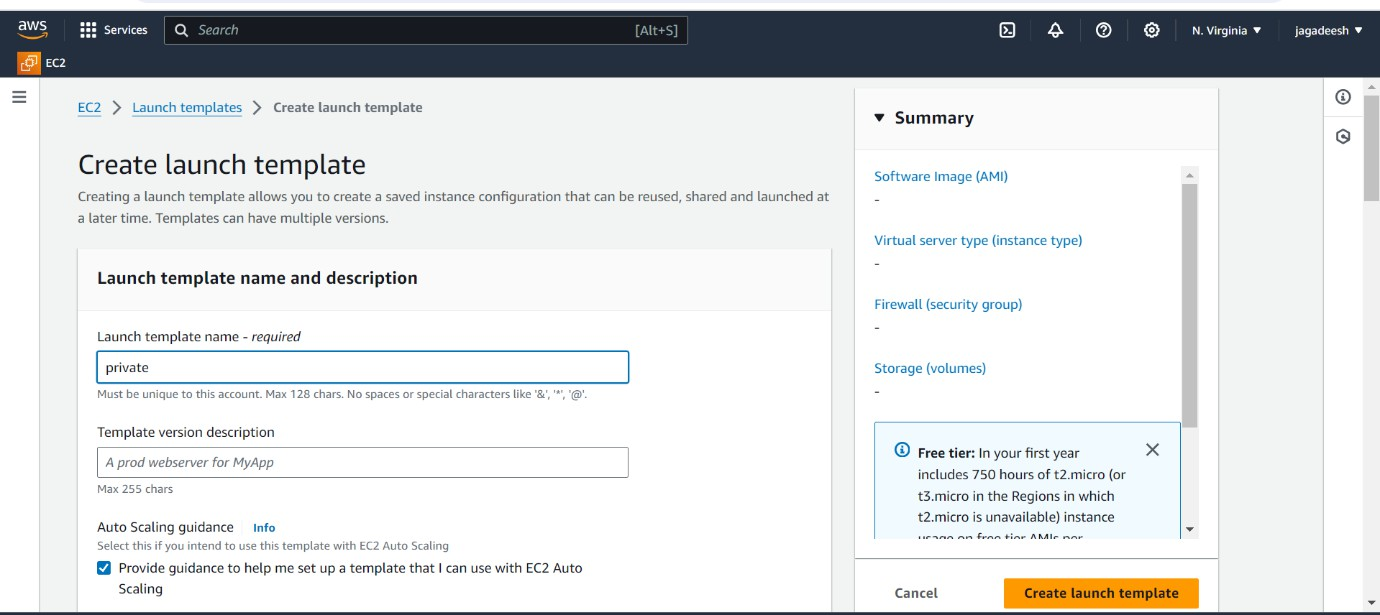 aws
Services
Search
[Alt+S]
N. Virginia ▼
jagadeesh ▼
EC2
EC2 > Launch templates > Create launch template
Create launch template
Creating a launch template allows you to create a saved instance configuration that can be reused, shared and launched at
a later time. Templates can have multiple versions.
Launch template name and description
Launch template name - required
private
Must be unique to this account. Max 128 chars. No spaces or special characters like '&', '*', '@'.
Template version description
A prod webserver for MyApp
Max 255 chars
Auto Scaling guidance Info
Select this if you intend to use this template with EC2 Auto Scaling
Provide guidance to help me set up a template that I can use with EC2 Auto
Scaling
▼ Summary
Software Image (AMI)
-
Virtual server type (instance type)
-
Firewall (security group)
-
Storage (volumes)
-
Free tier: In your first year
includes 750 hours of t2.micro (or
t3.micro in the Regions in which
t2.micro is unavailable) instance
usage on free tier AMIs per
Cancel
Create launch template